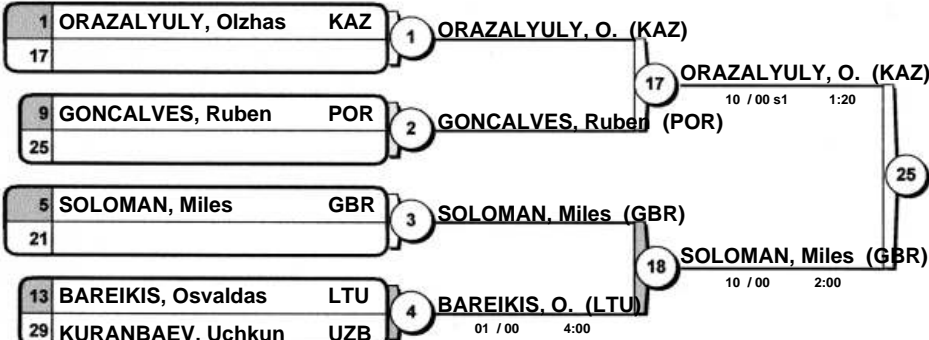 1 ORAZALYULY, Olzhas KAZ
17
1
ORAZALYULY, O. (KAZ)
9 GONCALVES, Ruben POR
25
2
GONCALVES, Ruben (POR)
17
ORAZALYULY, O. (KAZ)
10 / 00 s1 1:20
5 SOLOMAN, Miles GBR
21
3
SOLOMAN, Miles (GBR)
13 BAREIKIS, Osvaldas LTU
29 KURANBAEV, Uchkun UZB
4
BAREIKIS, O. (LTU)
01 / 00 4:00
18
SOLOMAN, Miles (GBR)
10 / 00 2:00
25